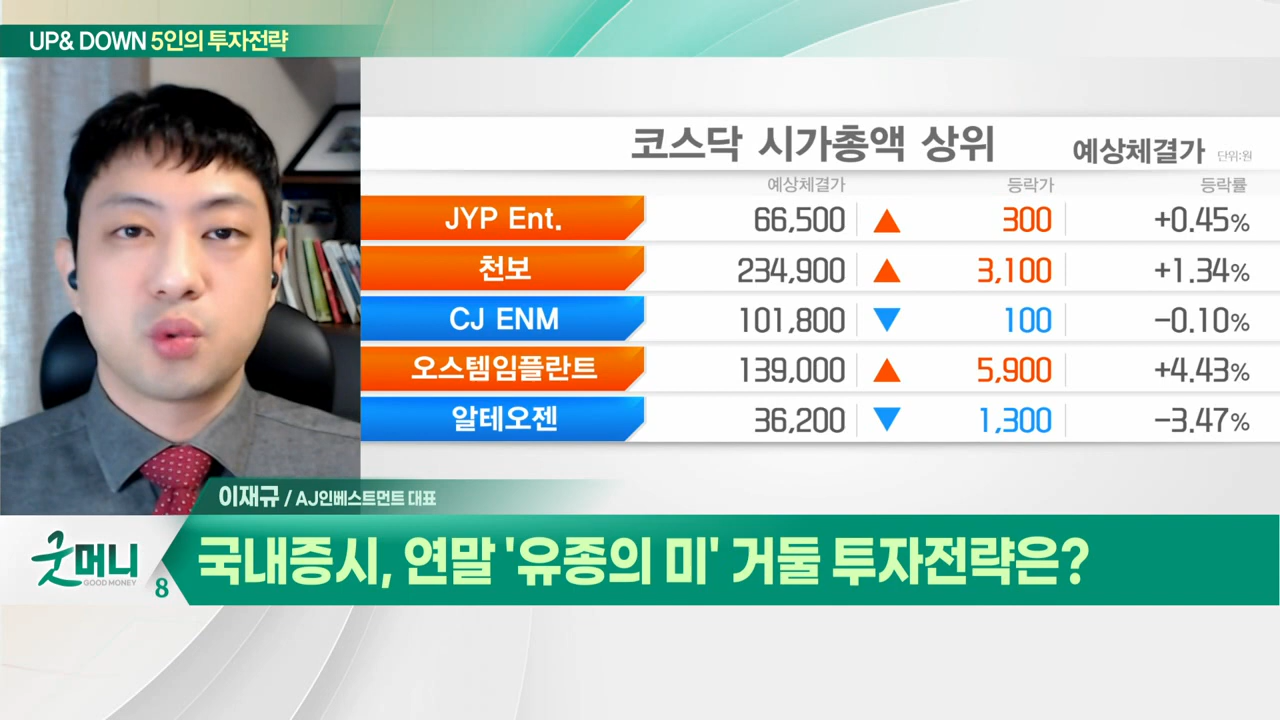 UP& DOWN 5인의 투자전략
코스닥 시가총액 상위 예상체결가 단위:원
예상체결가 등락가 등락률
JYP Ent. 66,500 ▲ 300 +0.45%
천보 234,900 ▲ 3,100 +1.34%
CJ ENM 101,800 ▼ 100 -0.10%
오스템임플란트 139,000 ▲ 5,900 +4.43%
알테오젠 36,200 ▼ 1,300 -3.47%
이재규 / AJ인베스트먼트 대표
굿머니
GOOD MONEY
8
국내증시, 연말 '유종의 미' 거둘 투자전략은?